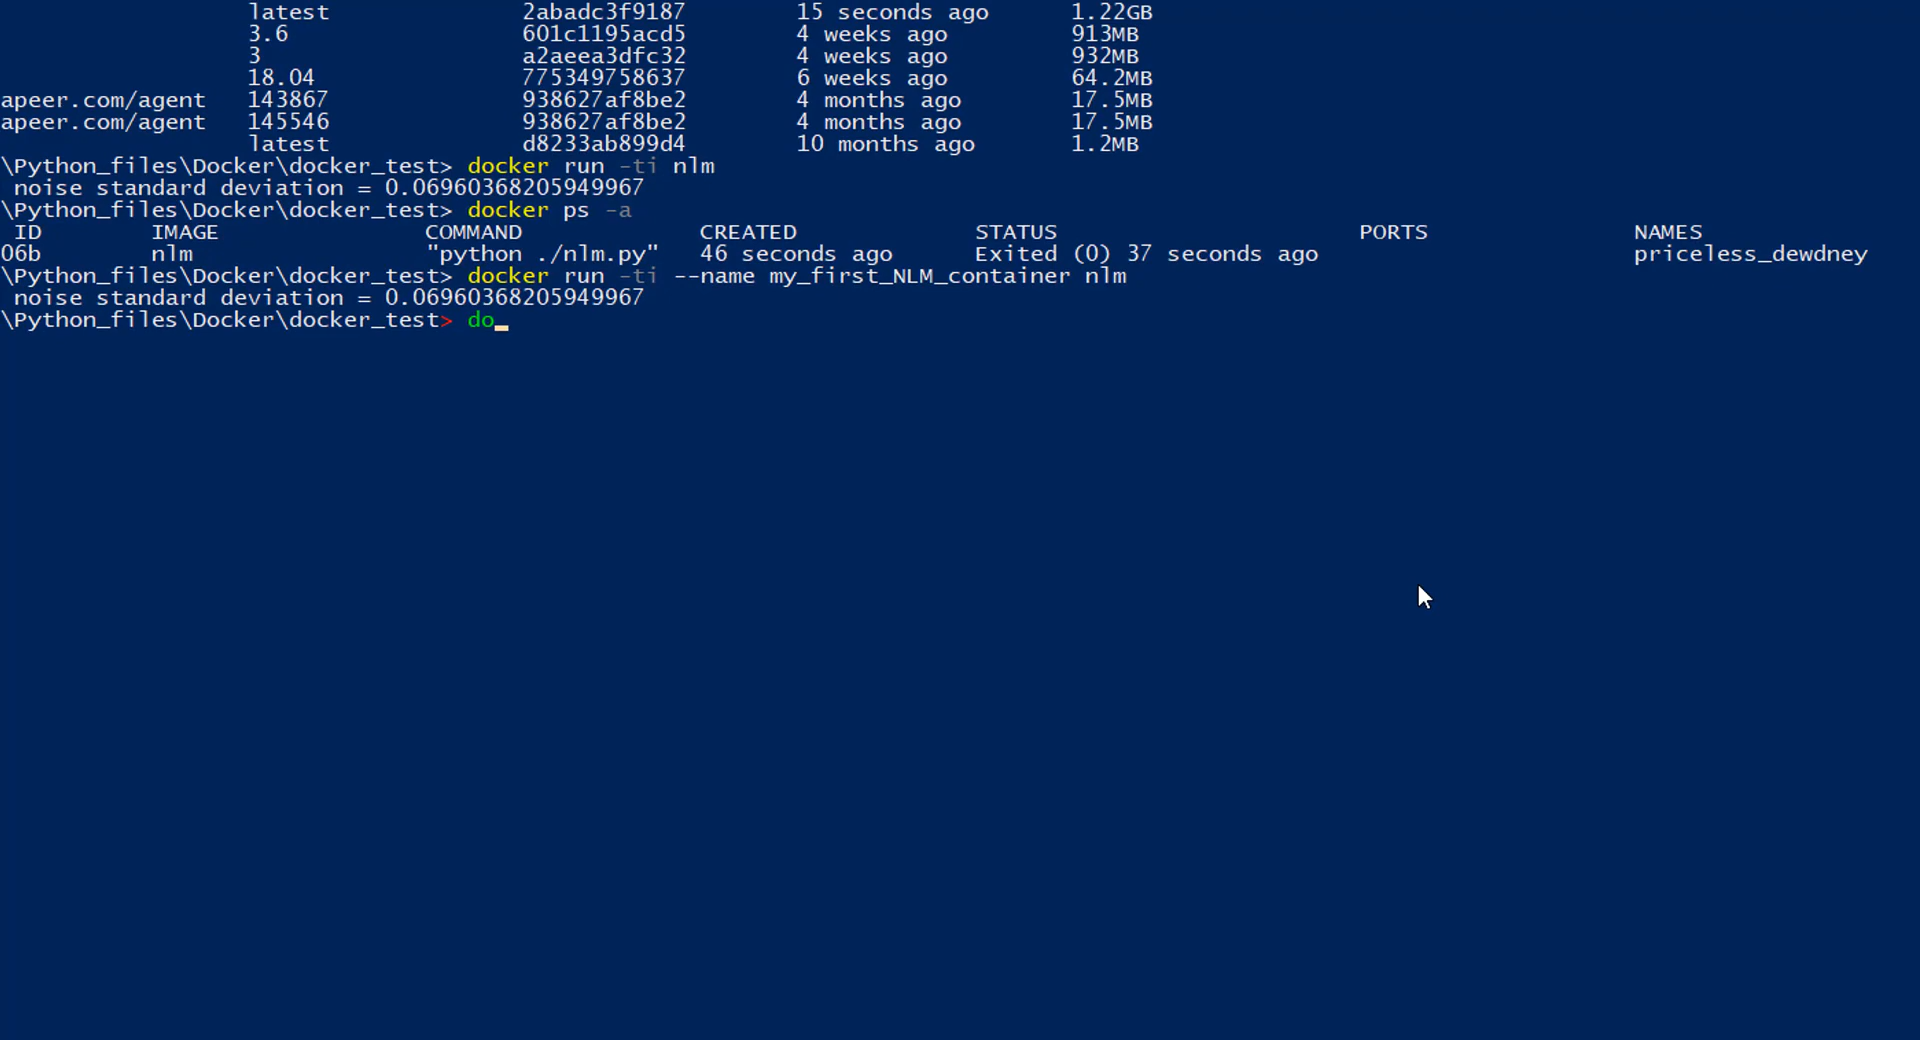 latest 2abadc3f9187 15 seconds ago 1.22GB
3.6 601c1195acd5 4 weeks ago 913MB
3 a2aeea3dfc32 4 weeks ago 932MB
18.04 775349758637 6 weeks ago 64.2MB
apeer.com/agent 143867 938627af8be2 4 months ago 17.5MB
apeer.com/agent 145546 938627af8be2 4 months ago 17.5MB
latest d8233ab899d4 10 months ago 1.2MB
\Python_files\Docker\docker_test> docker run -ti nlm
noise standard deviation = 0.06960368205949967
\Python_files\Docker\docker_test> docker ps -a
ID IMAGE COMMAND CREATED STATUS PORTS NAMES
06b nlm "python ./nlm.py" 46 seconds ago Exited (0) 37 seconds ago priceless_dewdney
\Python_files\Docker\docker_test> docker run -ti --name my_first_NLM_container nlm
noise standard deviation = 0.06960368205949967
\Python_files\Docker\docker_test> do